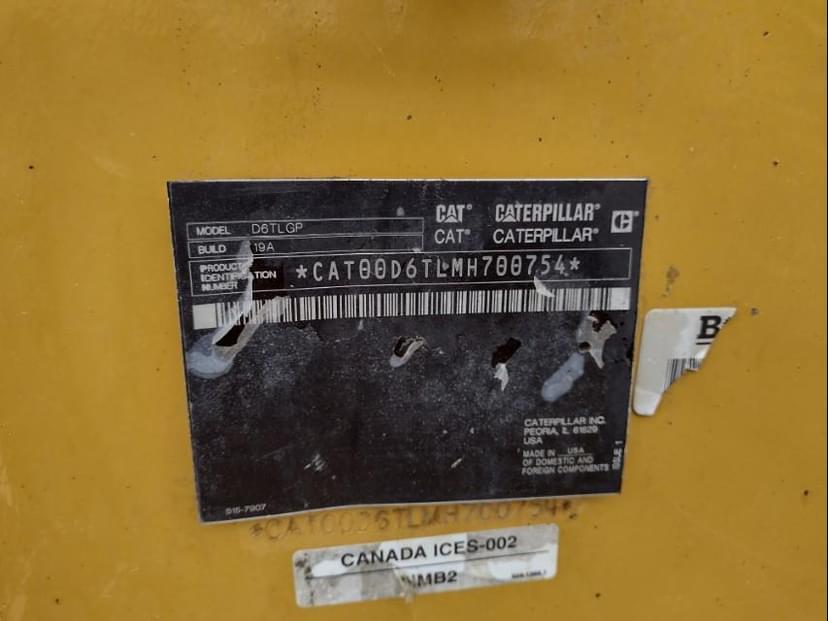 CAT® CATERPILLAR®
CAT® CATERPILLAR®
MODEL D6TLGP
BUILD 19A
PRODUCT IDENTIFICATION NUMBER *CAT00D6TLMH700754*
B
CATERPILLAR INC.
PEORIA, IL 61629
USA
MADE IN USA
OF DOMESTIC AND
FOREIGN COMPONENTS
ISSUE 1
515-7907
*CAT00D6TLMH700754*
CANADA ICES-002
NMB2